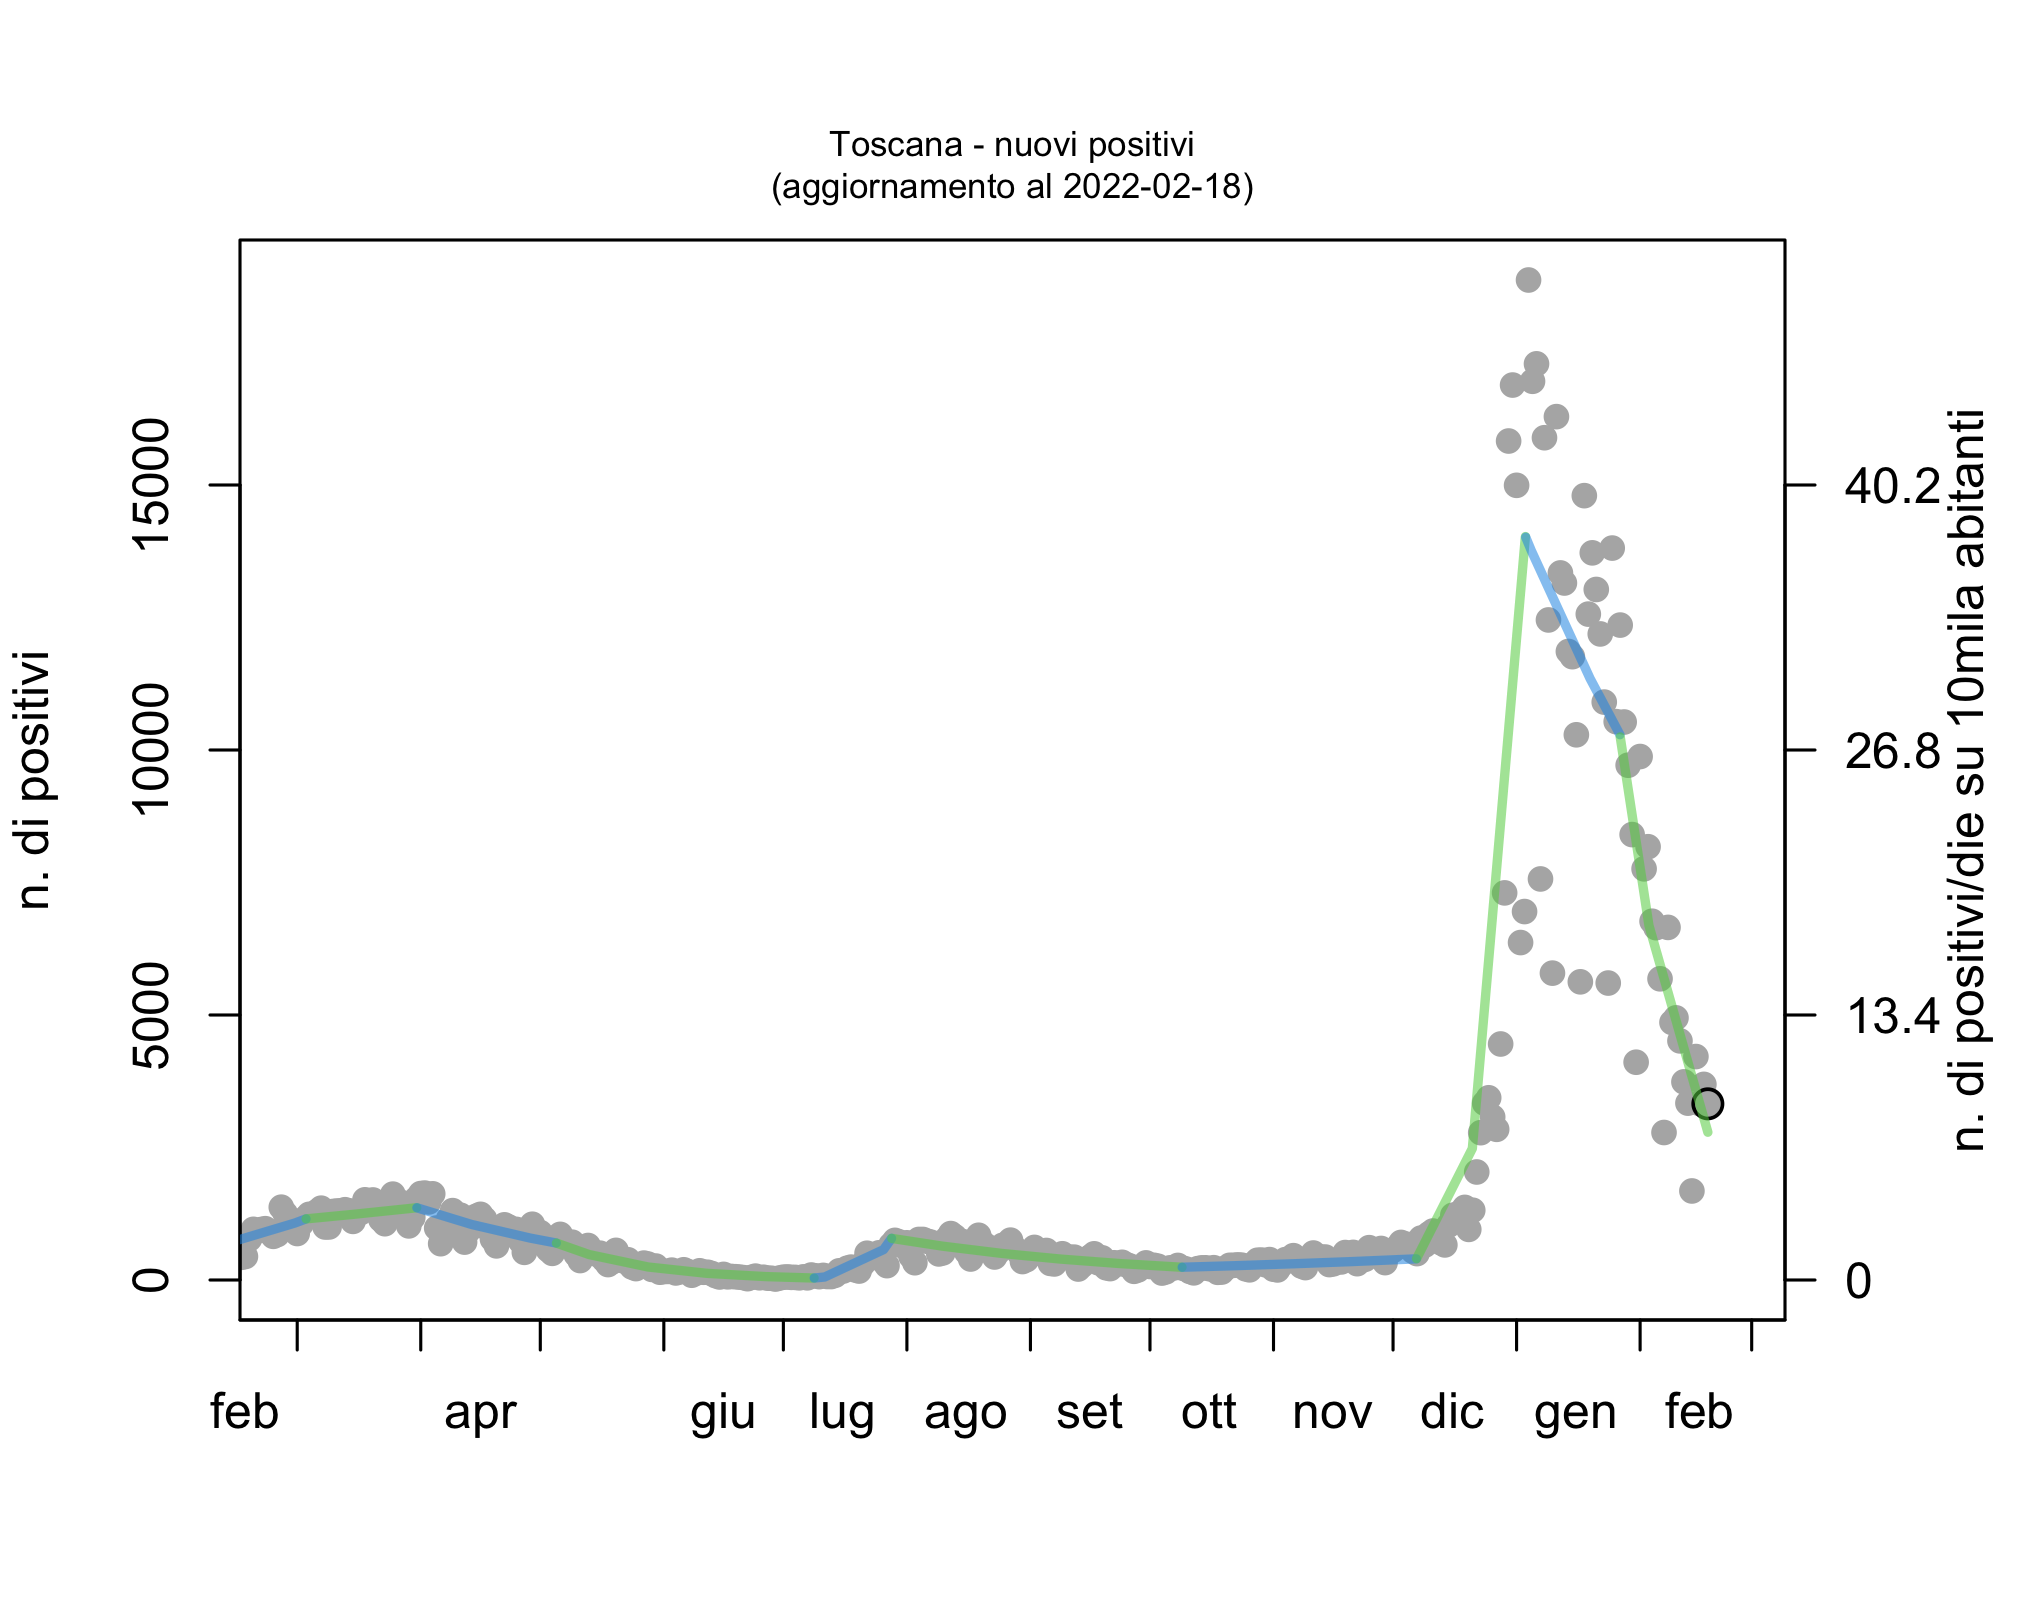 Toscana - nuovi positivi
(aggiornamento al 2022-02-18)
n. di positivi
15000
10000
5000
0
40.2
26.8
13.4
0
n. di positivi/die su 10mila abitanti
feb apr giu lug ago set ott nov dic gen feb